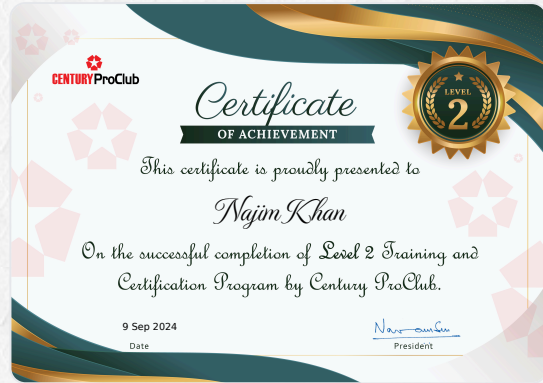 CENTURY ProClub
Certificate
OF ACHIEVEMENT
LEVEL
2
This certificate is proudly presented to
Najim Khan
On the successful completion of Level 2 Training and
Certification Program by Century ProClub.
9 Sep 2024
Date
President